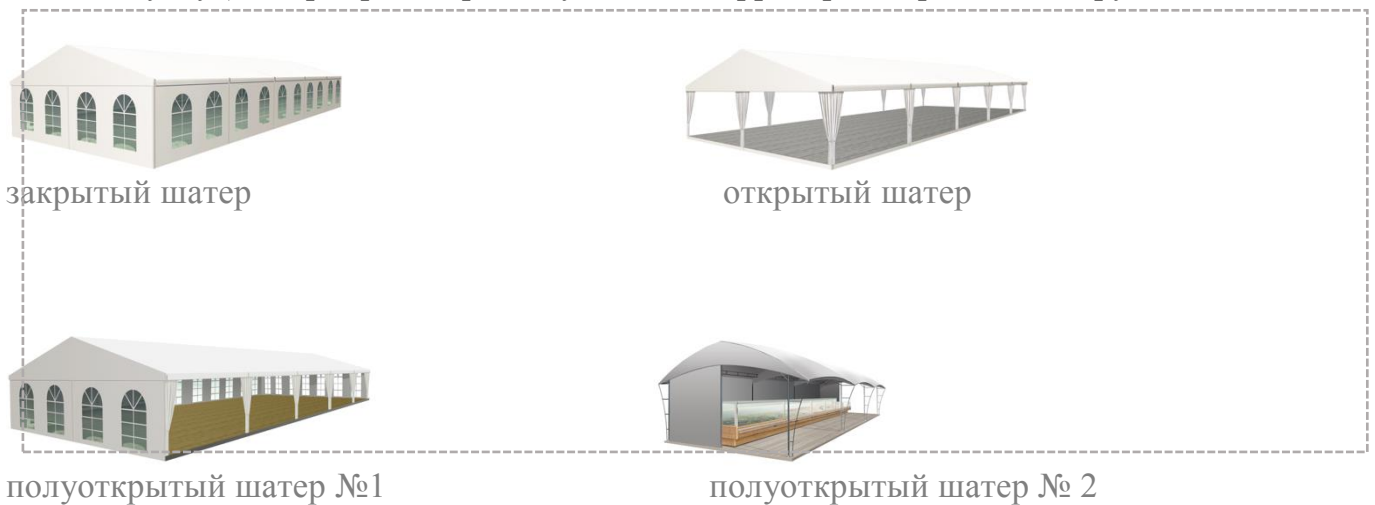 закрытый шатер
открытый шатер
полуоткрытый шатер №1
полуоткрытый шатер № 2